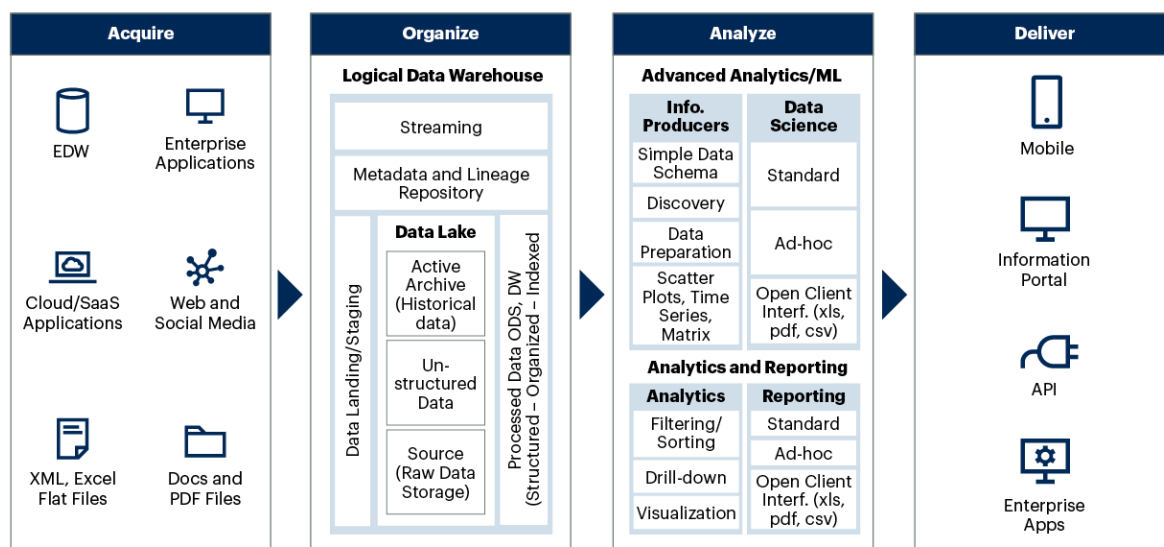 Acquire
EDW
Enterprise
Applications
Cloud/SaaS
Applications
Web and
Social Media
XML, Excel
Flat Files
Docs and
PDF Files
Organize
Logical Data Warehouse
Streaming
Metadata and Lineage
Repository
Data Landing/Staging
Data Lake
Active
Archive
(Historical
data)
Un-
structured
Data
Source
(Raw Data
Storage)
Processed Data ODS, DW
(Structured – Organized – Indexed)
Analyze
Advanced Analytics/ML
Info.
Producers
Simple Data
Schema
Discovery
Data
Preparation
Scatter
Plots, Time
Series,
Matrix
Data
Science
Standard
Ad-hoc
Open Client
Interf. (xls,
pdf, csv)
Analytics and Reporting
Analytics
Filtering/
Sorting
Drill-down
Visualization
Reporting
Standard
Ad-hoc
Open Client
Interf. (xls,
pdf, csv)
Deliver
Mobile
Information
Portal
API
Enterprise
Apps